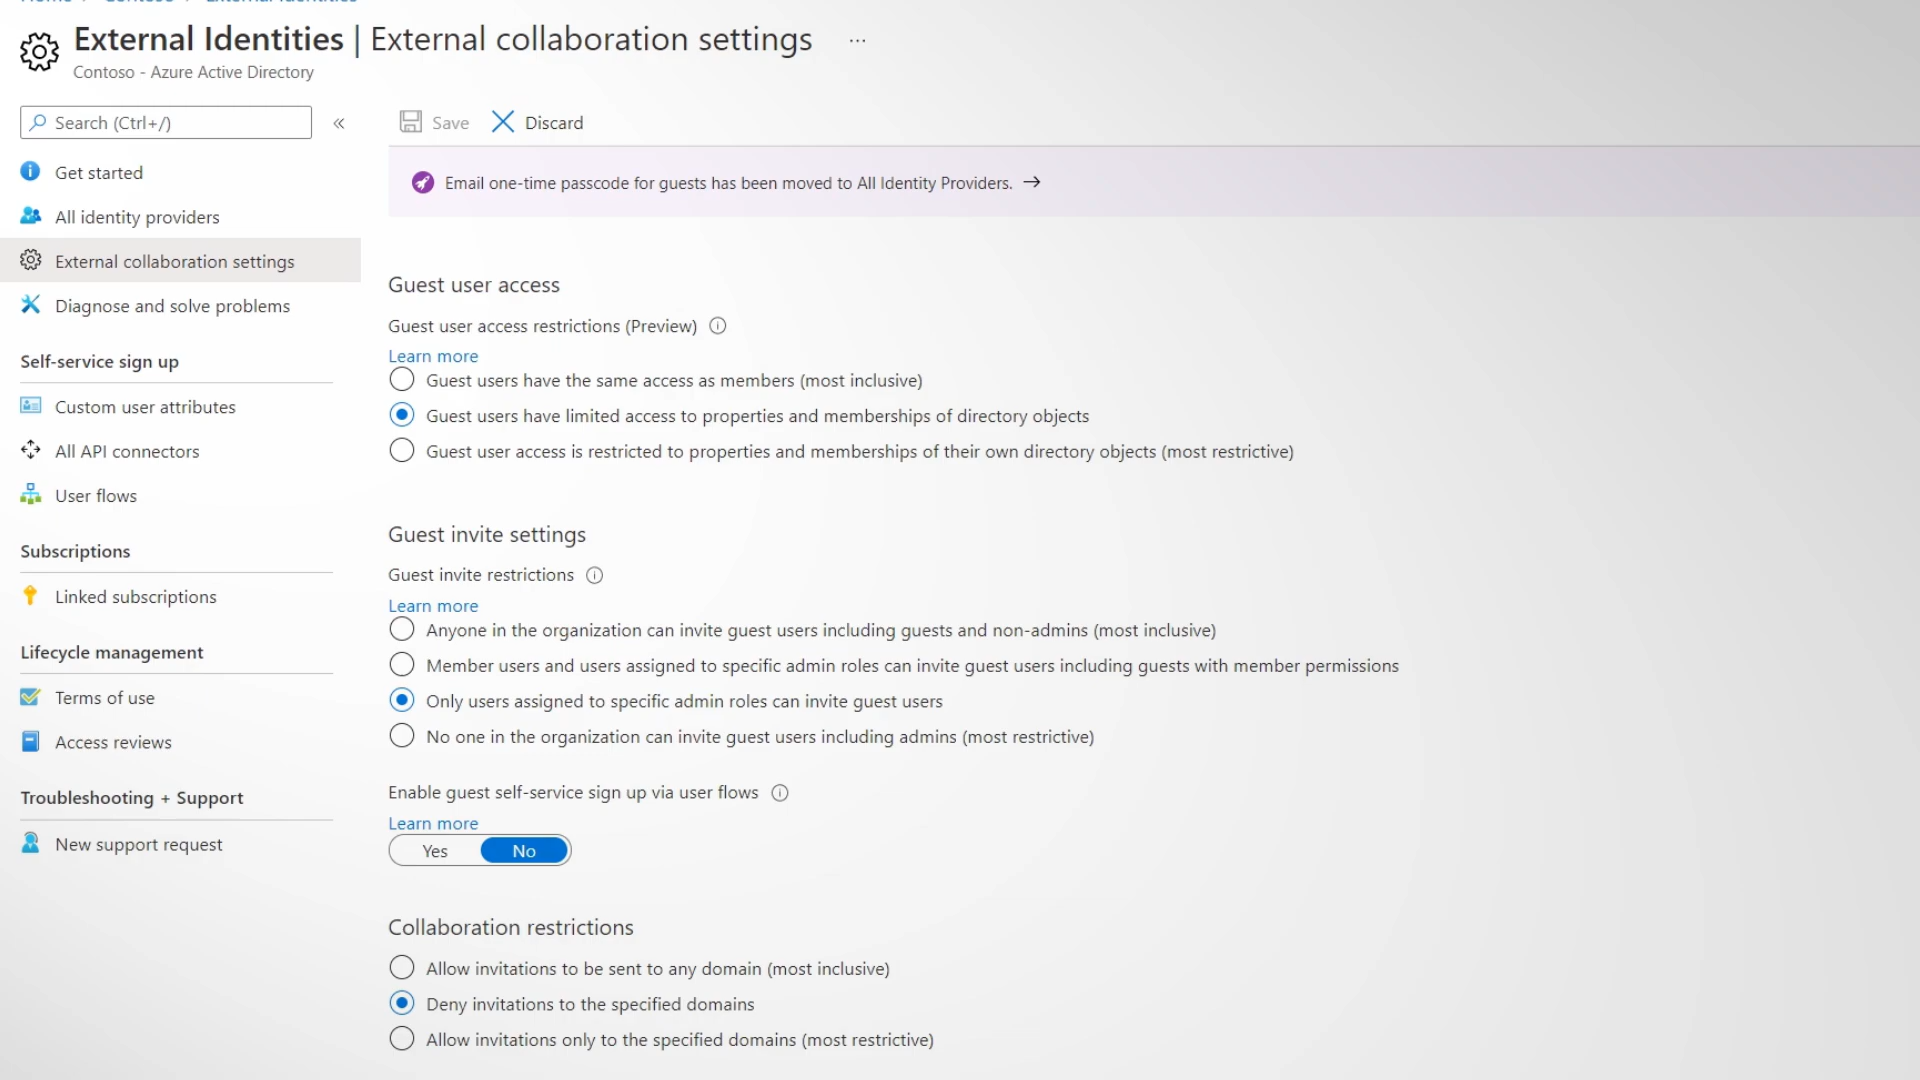 Home > Contoso > External Identities
External Identities | External collaboration settings ...
Contoso - Azure Active Directory
Search (Ctrl+/) «
Save Discard
Get started
Email one-time passcode for guests has been moved to All Identity Providers. →
All identity providers
External collaboration settings
Diagnose and solve problems
Self-service sign up
Custom user attributes
All API connectors
User flows
Subscriptions
Linked subscriptions
Lifecycle management
Terms of use
Access reviews
Troubleshooting + Support
New support request
Guest user access
Guest user access restrictions (Preview)
Learn more
Guest users have the same access as members (most inclusive)
Guest users have limited access to properties and memberships of directory objects
Guest user access is restricted to properties and memberships of their own directory objects (most restrictive)
Guest invite settings
Guest invite restrictions
Learn more
Anyone in the organization can invite guest users including guests and non-admins (most inclusive)
Member users and users assigned to specific admin roles can invite guest users including guests with member permissions
Only users assigned to specific admin roles can invite guest users
No one in the organization can invite guest users including admins (most restrictive)
Enable guest self-service sign up via user flows
Learn more
Yes No
Collaboration restrictions
Allow invitations to be sent to any domain (most inclusive)
Deny invitations to the specified domains
Allow invitations only to the specified domains (most restrictive)